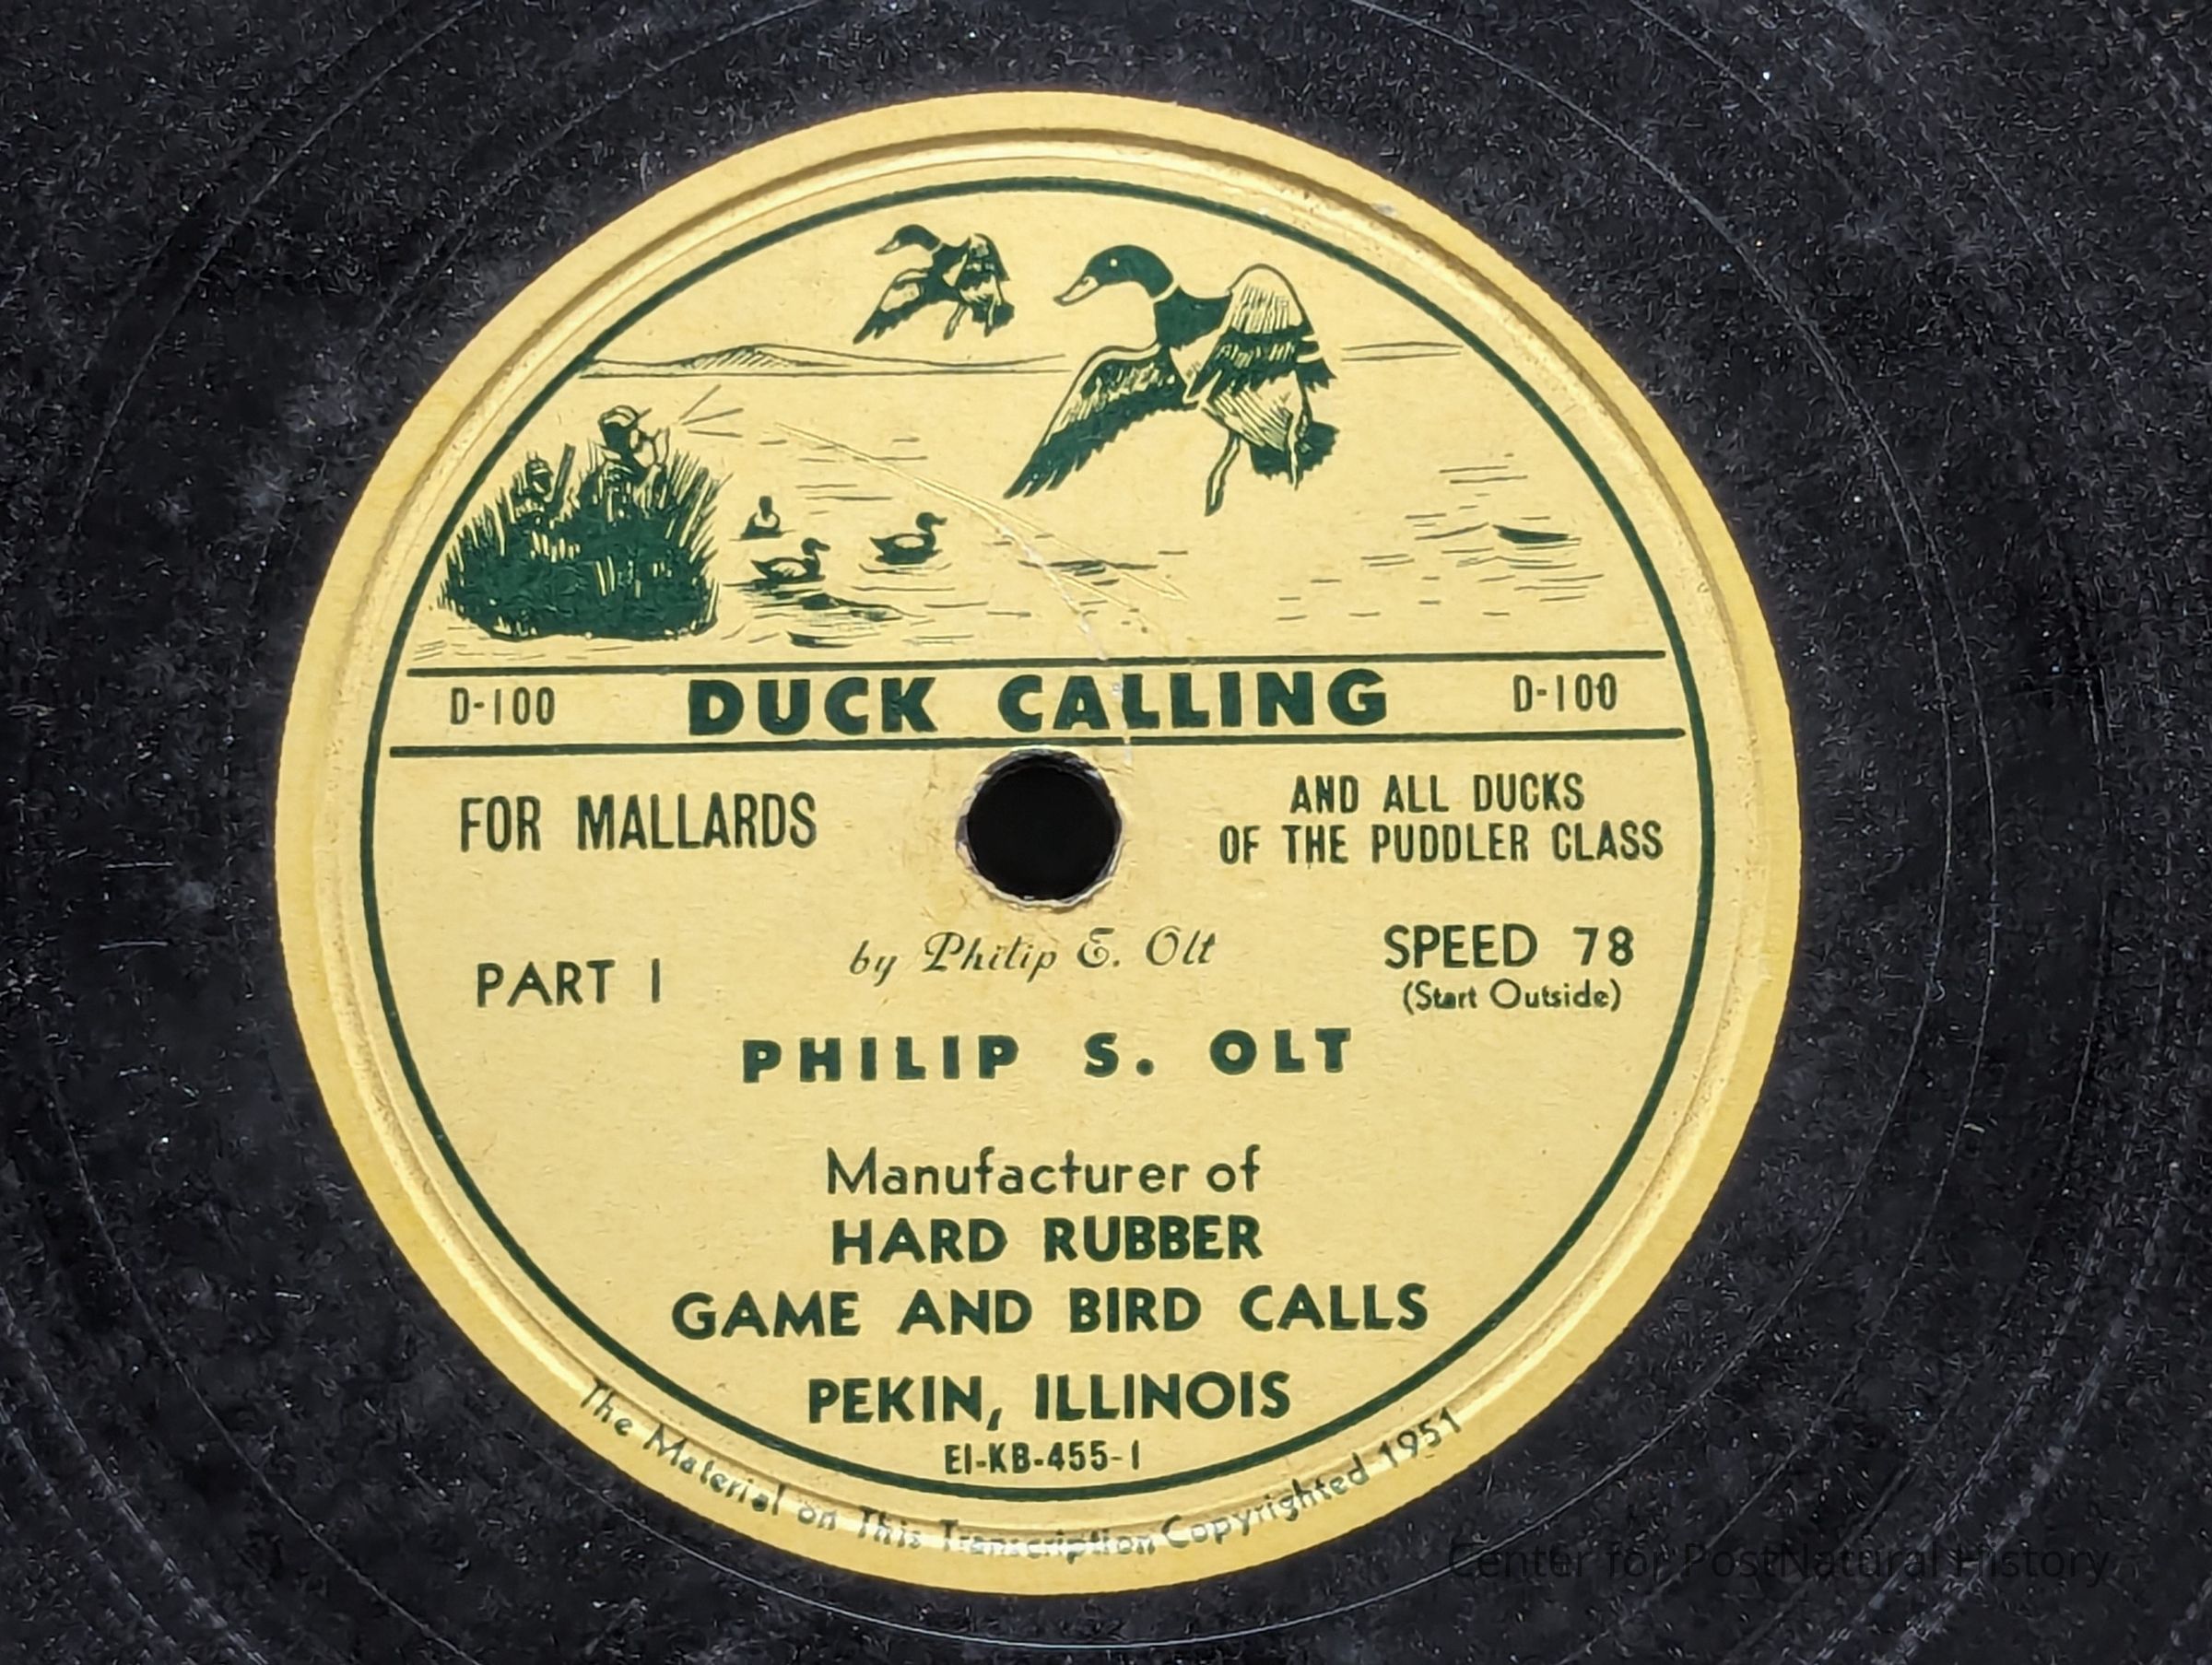 D-100 DUCK CALLING D-100
FOR MALLARDS
AND ALL DUCKS
OF THE PUDDLER CLASS
PART I
by Philip E. Olt
SPEED 78
(Start Outside)
PHILIP S. OLT
Manufacturer of
HARD RUBBER
GAME AND BIRD CALLS
PEKIN, ILLINOIS
EI-KB-455-I
The Material on This Transcription Copyrighted 1951
Center for PostNatural History